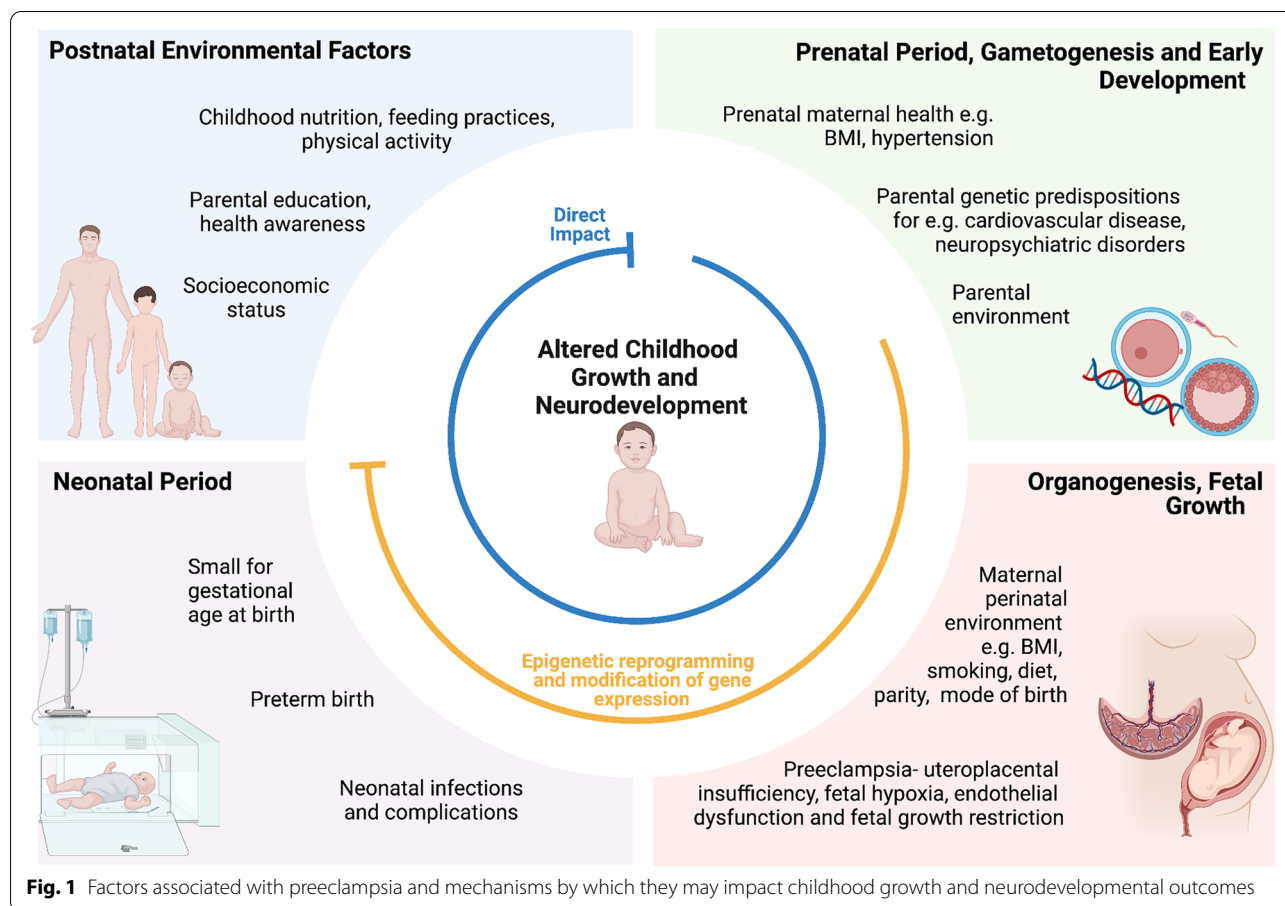 Postnatal Environmental Factors
Childhood nutrition, feeding practices,
physical activity
Parental education,
health awareness
Socioeconomic
status
Prenatal Period, Gametogenesis and Early
Development
Prenatal maternal health e.g.
BMI, hypertension
Parental genetic predispositions
for e.g. cardiovascular disease,
neuropsychiatric disorders
Parental
environment
Direct
Impact
Altered Childhood
Growth and
Neurodevelopment
Epigenetic reprogramming
and modification of gene
expression
Neonatal Period
Small for
gestational
age at birth
Preterm birth
Neonatal infections
and complications
Organogenesis, Fetal
Growth
Maternal
perinatal
environment
e.g. BMI,
smoking, diet,
parity, mode of birth
Preeclampsia- uteroplacental
insufficiency, fetal hypoxia, endothelial
dysfunction and fetal growth restriction
Fig. 1 Factors associated with preeclampsia and mechanisms by which they may impact childhood growth and neurodevelopmental outcomes